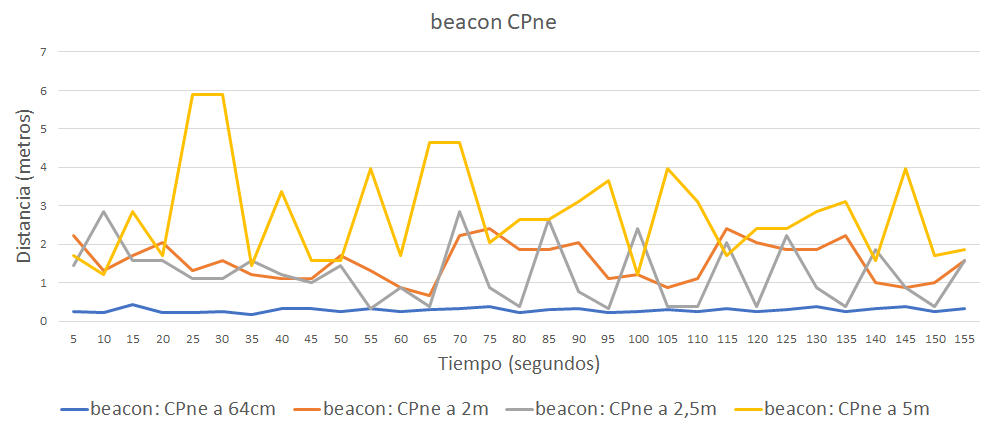 beacon CPne
7
6
5
4
3
2
1
0
Distancia (metros)
5 10 15 20 25 30 35 40 45 50 55 60 65 70 75 80 85 90 95 100 105 110 115 120 125 130 135 140 145 150 155
Tiempo (segundos)
beacon: CPne a 64cm beacon: CPne a 2m beacon: CPne a 2,5m beacon: CPne a 5m